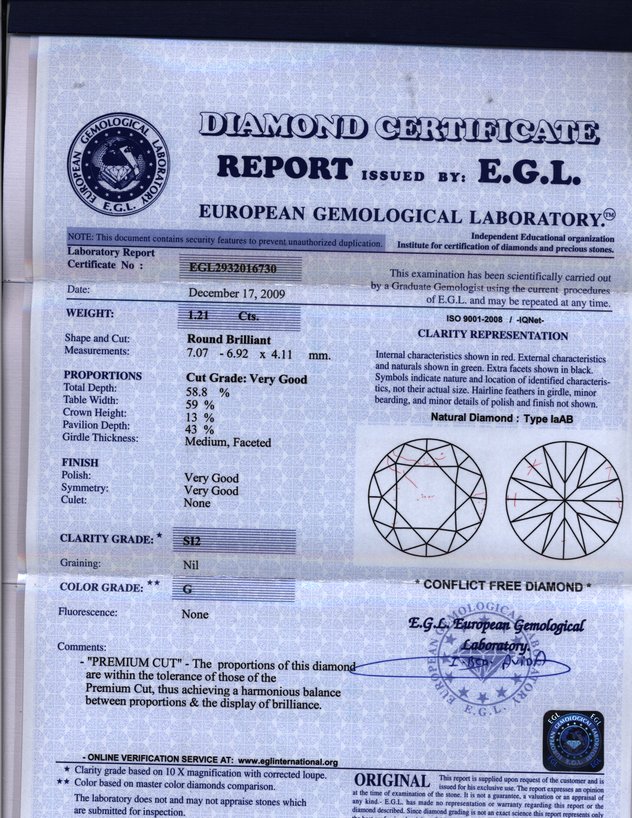 DIAMOND CERTIFICATE
REPORT ISSUED BY: E.G.L.
EUROPEAN GEMOLOGICAL LABORATORY.™
EUROPEAN GEMOLOGICAL LABORATORY
E.G.L.
NOTE: This document contains security features to prevent unauthorized duplication.
Independent Educational organization
Institute for certification of diamonds and precious stones.
Laboratory Report
Certificate No : EGL2932016730
Date: December 17, 2009
WEIGHT: 1.21 Cts.
Shape and Cut: Round Brilliant
Measurements: 7.07 - 6.92 x 4.11 mm.
PROPORTIONS Cut Grade: Very Good
Total Depth: 58.8 %
Table Width: 59 %
Crown Height: 13 %
Pavilion Depth: 43 %
Girdle Thickness: Medium, Faceted
FINISH
Polish: Very Good
Symmetry: Very Good
Culet: None
CLARITY GRADE: ★ SI2
Graining: Nil
COLOR GRADE: ★★ G
Fluorescence: None
Comments:
- "PREMIUM CUT" - The proportions of this diamond
are within the tolerance of those of the
Premium Cut, thus achieving a harmonious balance
between proportions & the display of brilliance.
- ONLINE VERIFICATION SERVICE AT: www.eglinternational.org
★ Clarity grade based on 10 X magnification with corrected loupe.
★★ Color based on master color diamonds comparison.
The laboratory does not and may not appraise stones which
are submitted for inspection.
This examination has been scientifically carried out
by a Graduate Gemologist using the current procedures
of E.G.L. and may be repeated at any time.
ISO 9001-2008 / -IQNet-
CLARITY REPRESENTATION
Internal characteristics shown in red. External characteristics
and naturals shown in green. Extra facets shown in black.
Symbols indicate nature and location of identified characteris-
tics, not their actual size. Hairline feathers in girdle, minor
bearding, and minor details of polish and finish not shown.
Natural Diamond : Type IaAB
* CONFLICT FREE DIAMOND *
E.G.L. European Gemological
Laboratory.
EUROPEAN GEMOLOGICAL LABORATORY
E.G.L.
EGL EGL
EUROPEAN GEMOLOGICAL LABORATORY
ORIGINAL
This report is supplied upon request of the customer and is
issued for his exclusive use. The report expresses an opinion
at the time of examination of the stone. It is not a guarantee, a valuation or an appraisal of
any kind.- E.G.L. has made no representation or warranty regarding this report or the
diamond described. Since diamond grading is not an exact science this report represents only